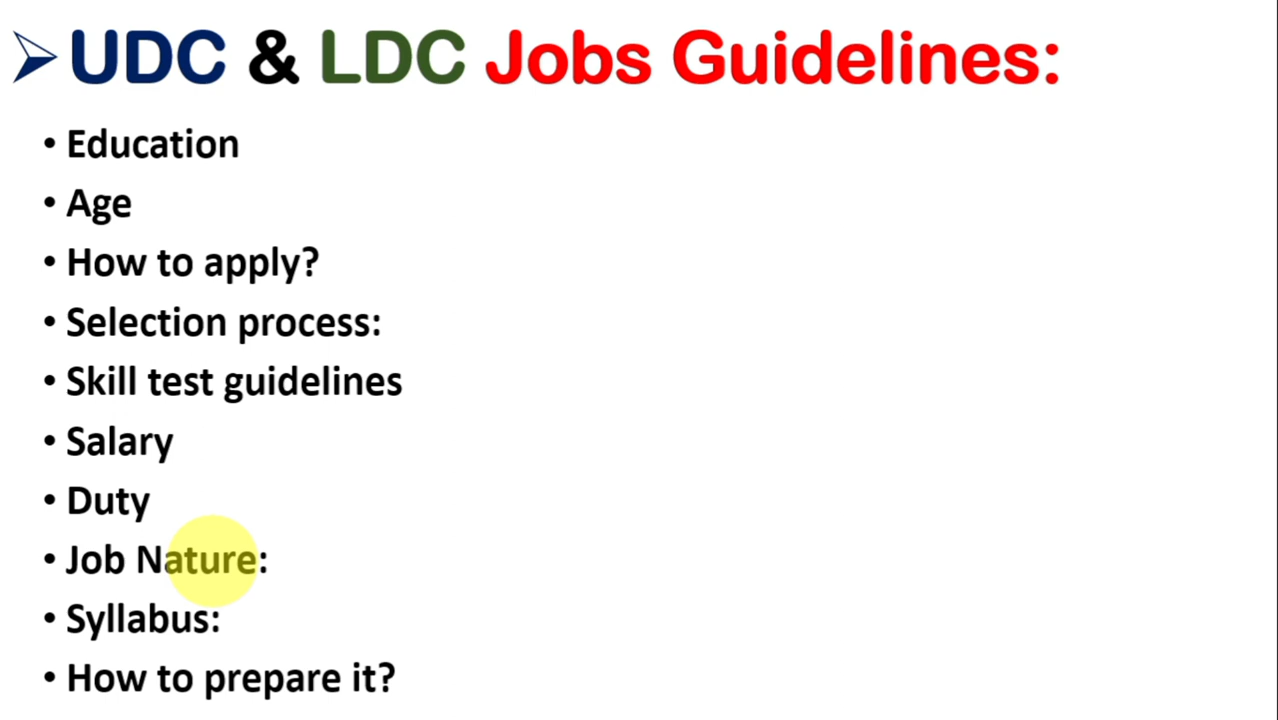 UDC & LDC Jobs Guidelines:
• Education
• Age
• How to apply?
• Selection process:
• Skill test guidelines
• Salary
• Duty
• Job Nature:
• Syllabus:
• How to prepare it?